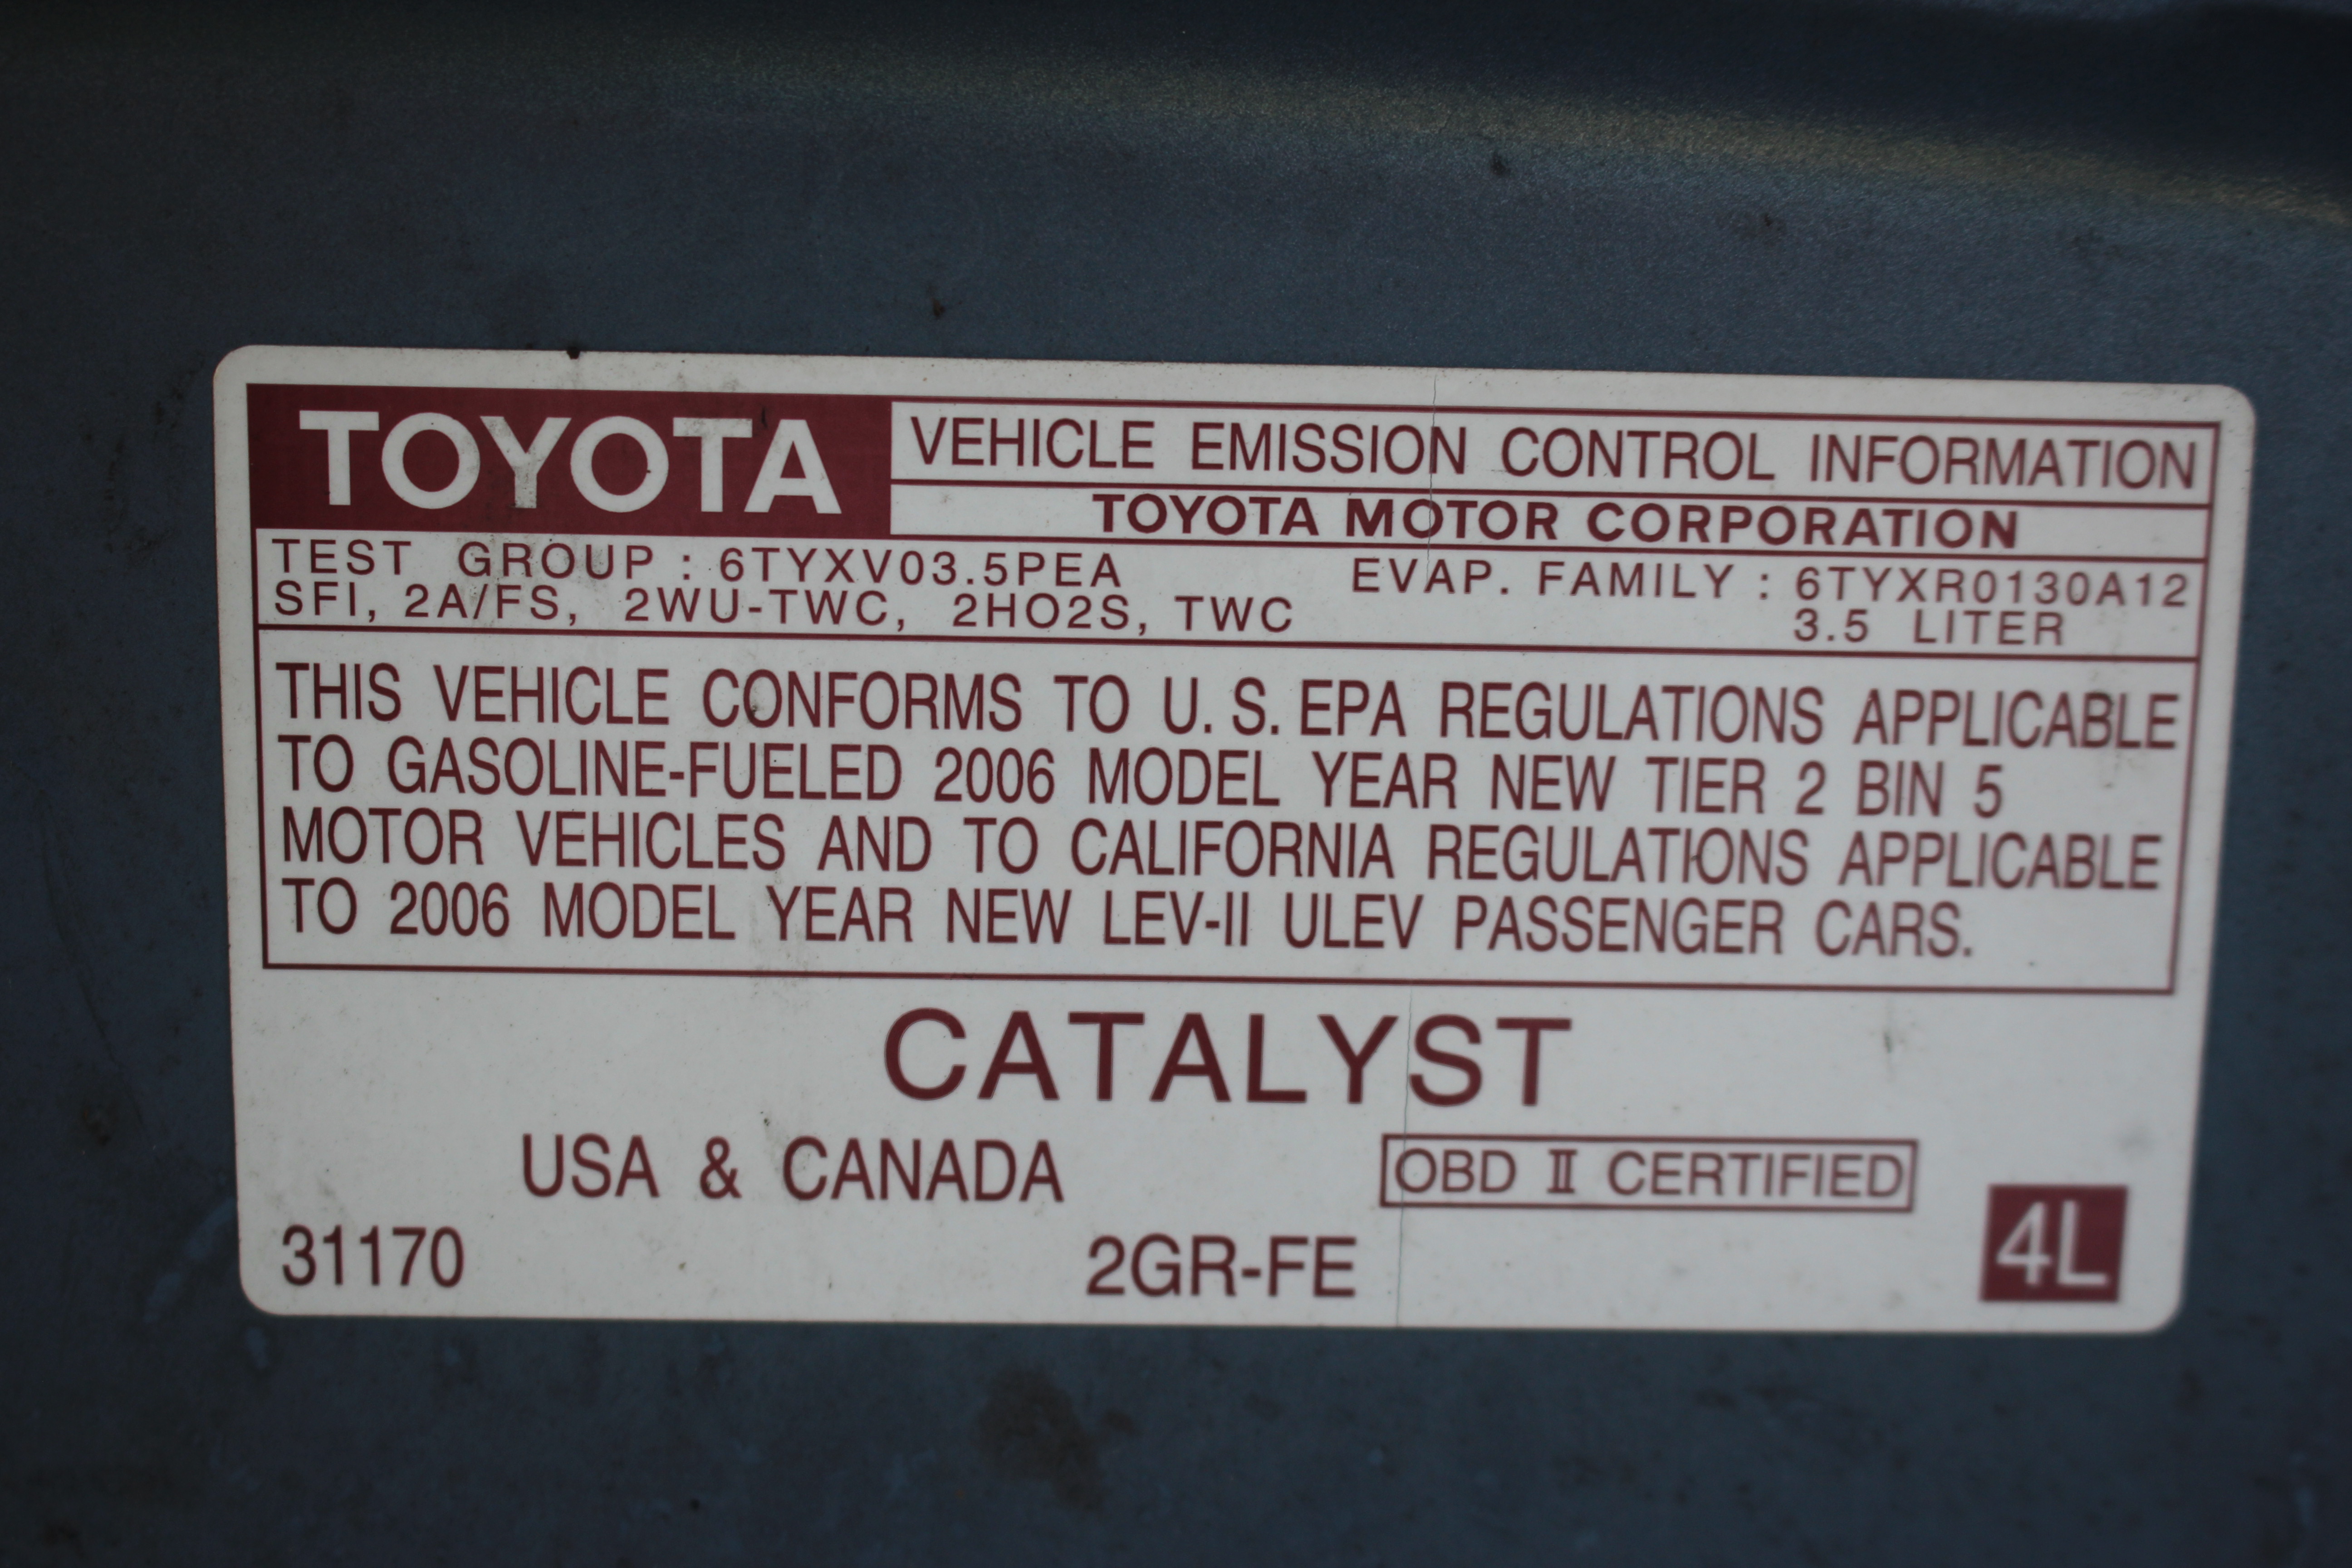 TOYOTA
VEHICLE EMISSION CONTROL INFORMATION
TOYOTA MOTOR CORPORATION
TEST GROUP : 6TYXV03.5PEA EVAP. FAMILY : 6TYXR0130A12
SFI, 2A/FS, 2WU-TWC, 2HO2S, TWC 3.5 LITER
THIS VEHICLE CONFORMS TO U.S. EPA REGULATIONS APPLICABLE
TO GASOLINE-FUELED 2006 MODEL YEAR NEW TIER 2 BIN 5
MOTOR VEHICLES AND TO CALIFORNIA REGULATIONS APPLICABLE
TO 2006 MODEL YEAR NEW LEV-II ULEV PASSENGER CARS.
CATALYST
USA & CANADA OBD II CERTIFIED
31170 2GR-FE 4L